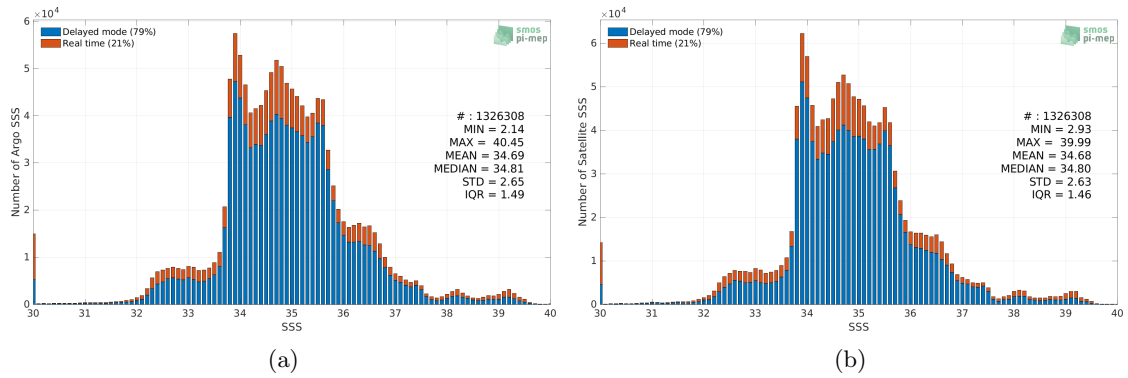 ×10⁴
Delayed mode (79%)
Real time (21%)
smos
pi-mep
# : 1326308
MIN = 2.14
MAX = 40.45
MEAN = 34.69
MEDIAN = 34.81
STD = 2.65
IQR = 1.49
Number of Argo SSS
6
5
4
3
2
1
0
30 31 32 33 34 35 36 37 38 39 40
SSS
(a)
×10⁴
Delayed mode (79%)
Real time (21%)
smos
pi-mep
# : 1326308
MIN = 2.93
MAX = 39.99
MEAN = 34.68
MEDIAN = 34.80
STD = 2.63
IQR = 1.46
Number of Satellite SSS
6
5
4
3
2
1
0
30 31 32 33 34 35 36 37 38 39 40
SSS
(b)